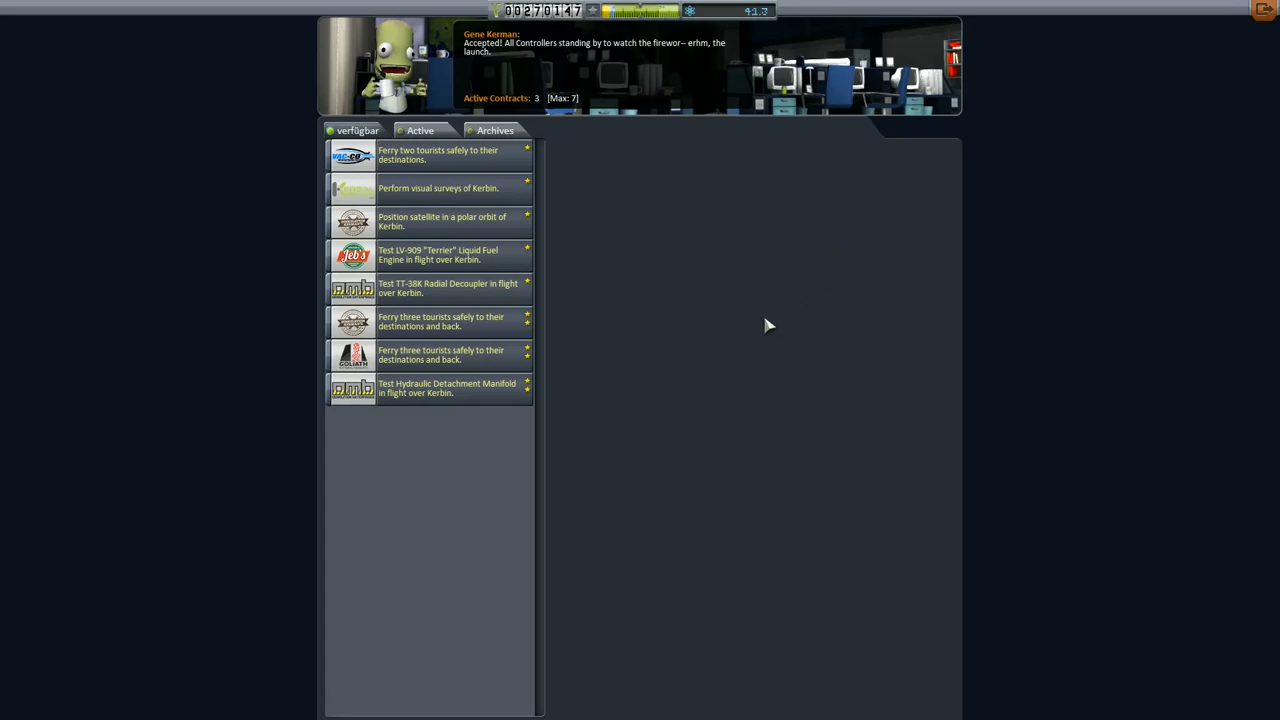 00270147
41.3
Gene Kerman:
Accepted! All Controllers standing by to watch the firewor-- erhm, the
launch.
Active Contracts: 3 [Max: 7]
verfügbar
Active
Archives
VAC-CO
Ferry two tourists safely to their
destinations.
Perform visual surveys of Kerbin.
Position satellite in a polar orbit of
Kerbin.
Jeb's
Test LV-909 "Terrier" Liquid Fuel
Engine in flight over Kerbin.
Test TT-38K Radial Decoupler in flight
over Kerbin.
Ferry three tourists safely to their
destinations and back.
GOLIATH
Ferry three tourists safely to their
destinations and back.
Test Hydraulic Detachment Manifold
in flight over Kerbin.